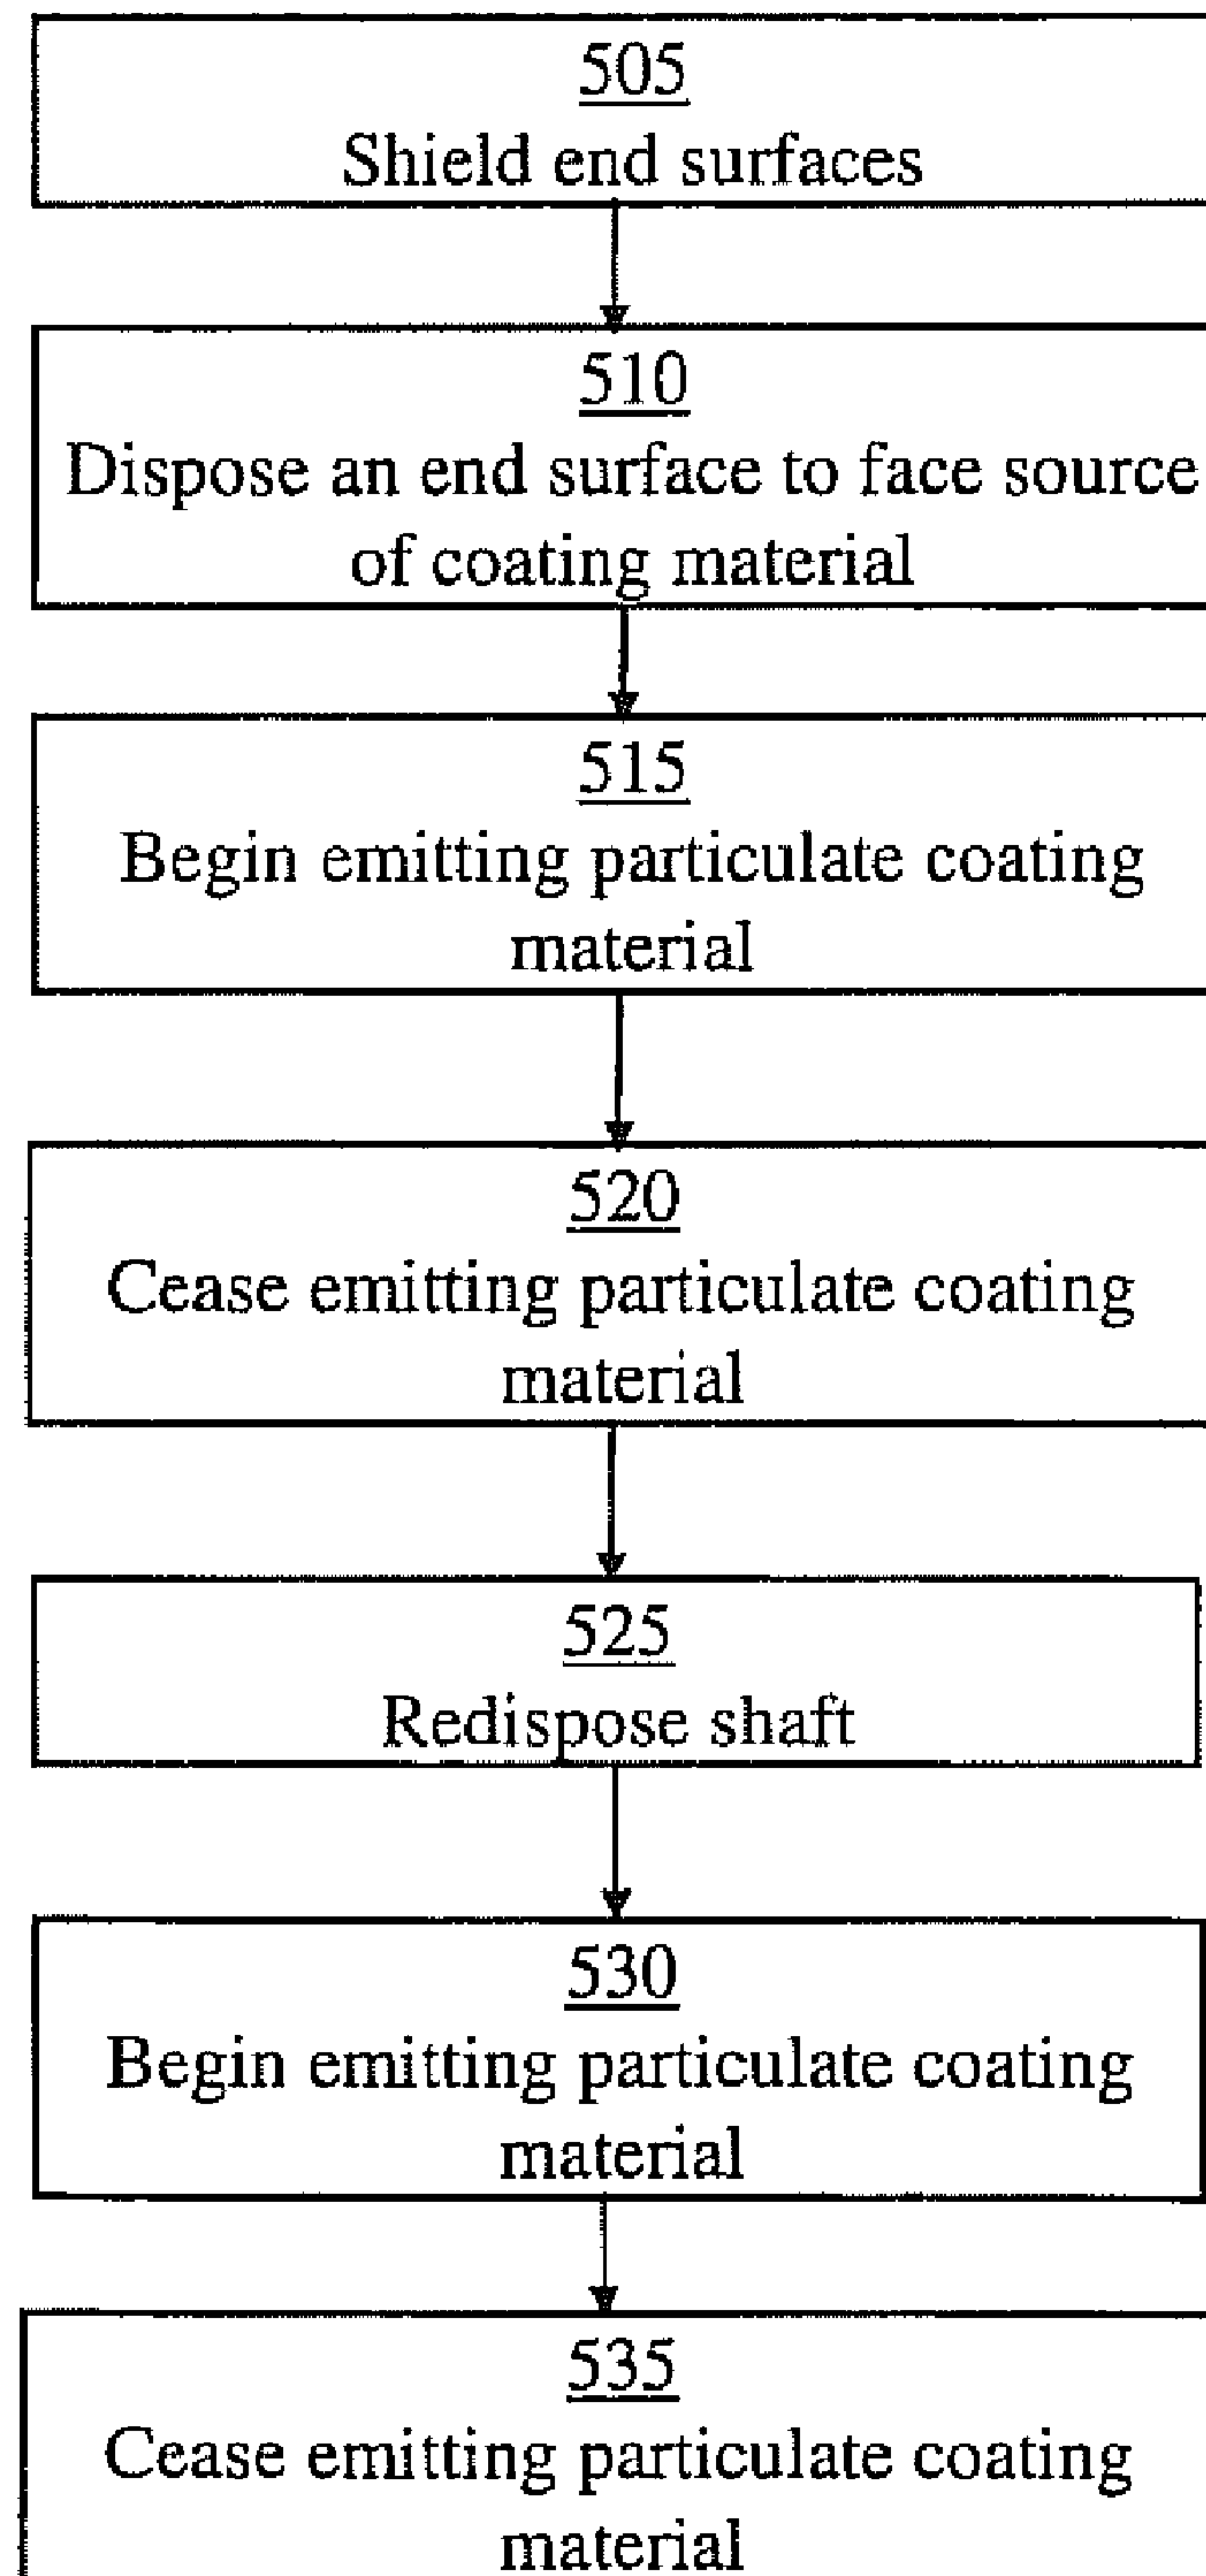 505
Shield end surfaces
510
Dispose an end surface to face source
of coating material
515
Begin emitting particulate coating
material
520
Cease emitting particulate coating
material
525
Redispose shaft
530
Begin emitting particulate coating
material
535
Cease emitting particulate coating
material